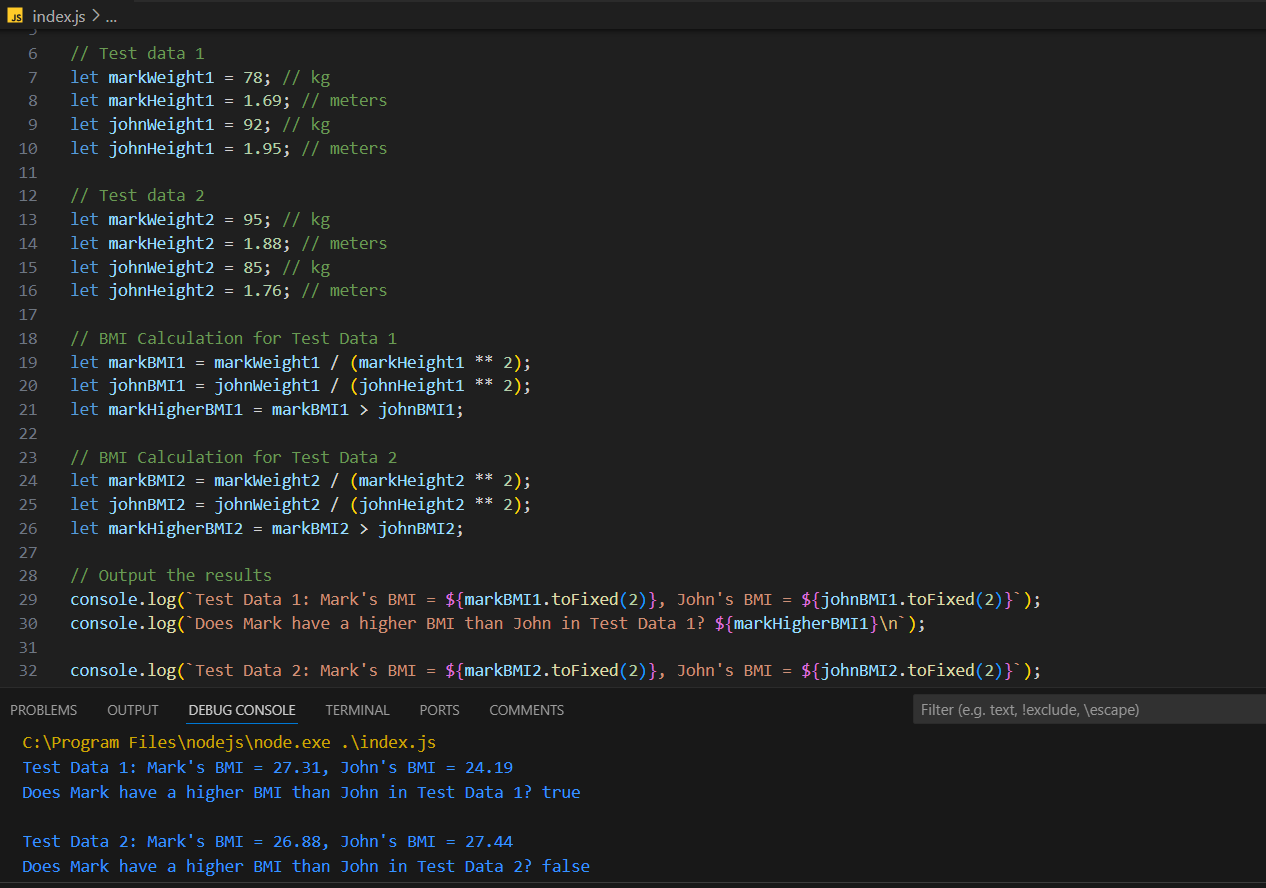 JS index.js > ...
5
6 // Test data 1
7 let markWeight1 = 78; // kg
8 let markHeight1 = 1.69; // meters
9 let johnWeight1 = 92; // kg
10 let johnHeight1 = 1.95; // meters
11
12 // Test data 2
13 let markWeight2 = 95; // kg
14 let markHeight2 = 1.88; // meters
15 let johnWeight2 = 85; // kg
16 let johnHeight2 = 1.76; // meters
17
18 // BMI Calculation for Test Data 1
19 let markBMI1 = markWeight1 / (markHeight1 ** 2);
20 let johnBMI1 = johnWeight1 / (johnHeight1 ** 2);
21 let markHigherBMI1 = markBMI1 > johnBMI1;
22
23 // BMI Calculation for Test Data 2
24 let markBMI2 = markWeight2 / (markHeight2 ** 2);
25 let johnBMI2 = johnWeight2 / (johnHeight2 ** 2);
26 let markHigherBMI2 = markBMI2 > johnBMI2;
27
28 // Output the results
29 console.log(`Test Data 1: Mark's BMI = ${markBMI1.toFixed(2)}, John's BMI = ${johnBMI1.toFixed(2)}`);
30 console.log(`Does Mark have a higher BMI than John in Test Data 1? ${markHigherBMI1}\n`);
31
32 console.log(`Test Data 2: Mark's BMI = ${markBMI2.toFixed(2)}, John's BMI = ${johnBMI2.toFixed(2)}`);
PROBLEMS OUTPUT DEBUG CONSOLE TERMINAL PORTS COMMENTS Filter (e.g. text, !exclude, \escape)
C:\Program Files\nodejs\node.exe .\index.js
Test Data 1: Mark's BMI = 27.31, John's BMI = 24.19
Does Mark have a higher BMI than John in Test Data 1? true
Test Data 2: Mark's BMI = 26.88, John's BMI = 27.44
Does Mark have a higher BMI than John in Test Data 2? false